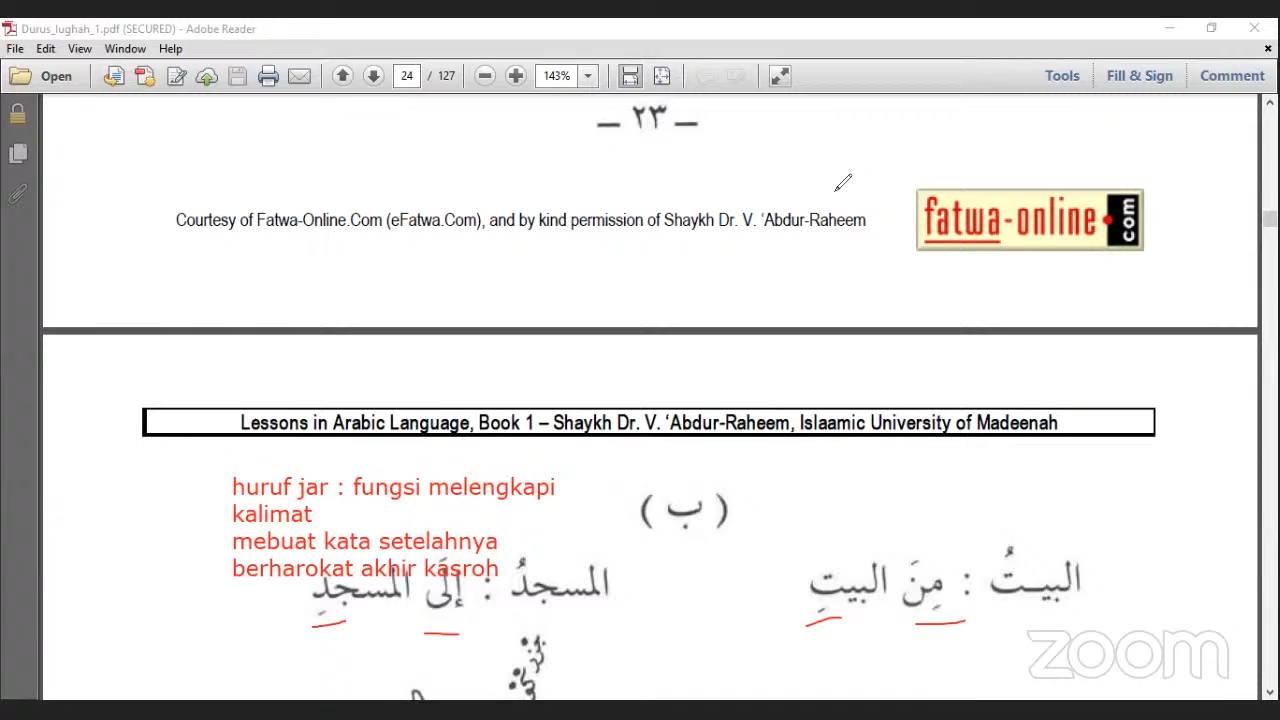 Durus_lughah_1.pdf (SECURED) - Adobe Reader
File Edit View Window Help
Open 24 / 127 143% Tools Fill & Sign Comment
– ٢٣ –
Courtesy of Fatwa-Online.Com (eFatwa.Com), and by kind permission of Shaykh Dr. V. ‘Abdur-Raheem
fatwa-online.com
Lessons in Arabic Language, Book 1 – Shaykh Dr. V. ‘Abdur-Raheem, Islaamic University of Madeenah
huruf jar : fungsi melengkapi
kalimat
mebuat kata setelahnya
berharokat akhir kasroh
( ب )
البيـتُ : مِنَ البيتِ
المسجدُ : إلَى المسجدِ
zoom